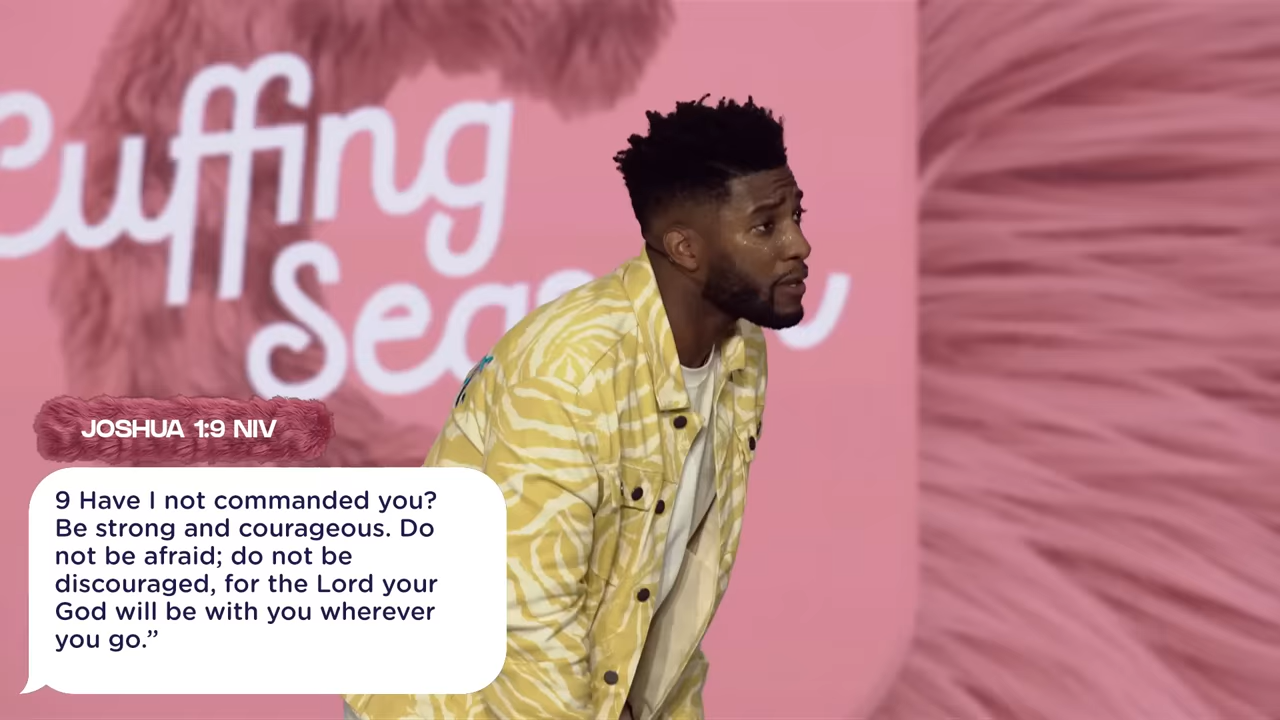 Cuffing
Sea
JOSHUA 1:9 NIV
9 Have I not commanded you?
Be strong and courageous. Do
not be afraid; do not be
discouraged, for the Lord your
God will be with you wherever
you go.”